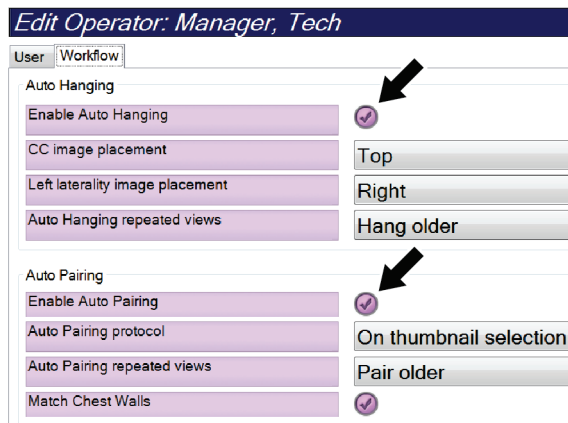 Edit Operator: Manager, Tech
User Workflow
Auto Hanging
Enable Auto Hanging
CC image placement Top
Left laterality image placement Right
Auto Hanging repeated views Hang older
Auto Pairing
Enable Auto Pairing
Auto Pairing protocol On thumbnail selection
Auto Pairing repeated views Pair older
Match Chest Walls